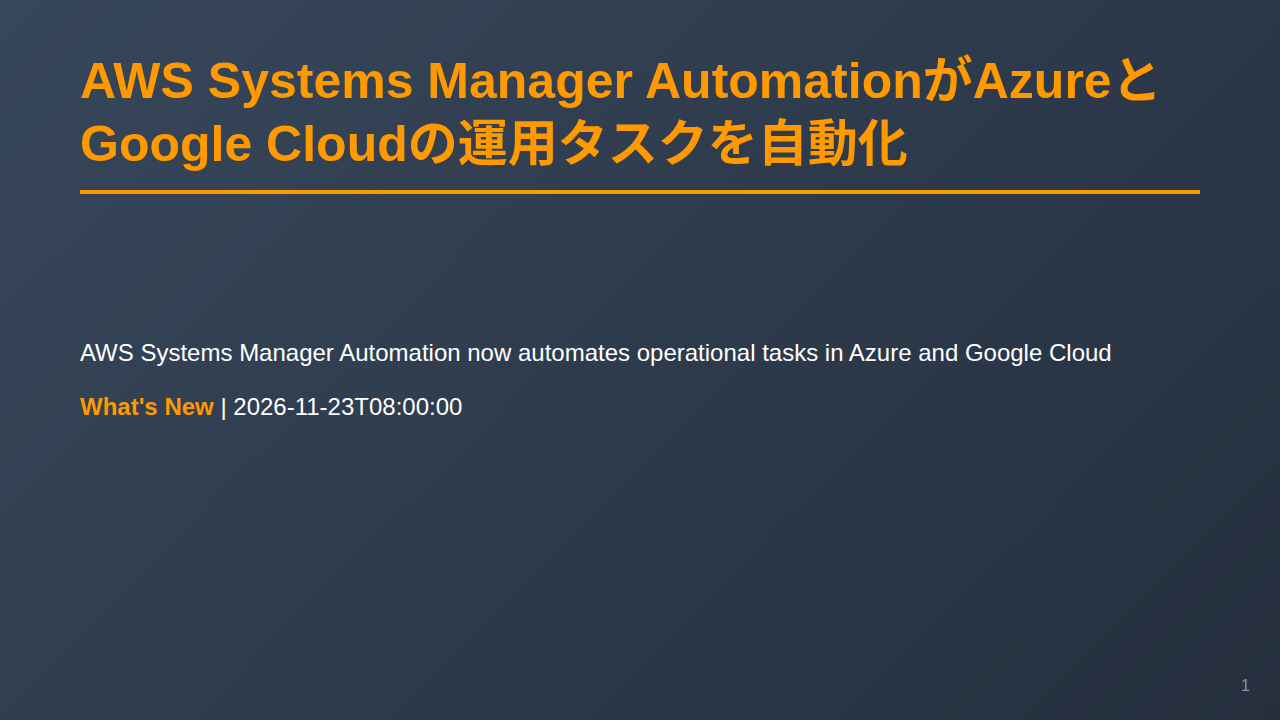 AWS Systems Manager AutomationがAzureと
Google Cloudの運用タスクを自動化
AWS Systems Manager Automation now automates operational tasks in Azure and Google Cloud
What's New | 2026-11-23T08:00:00
1